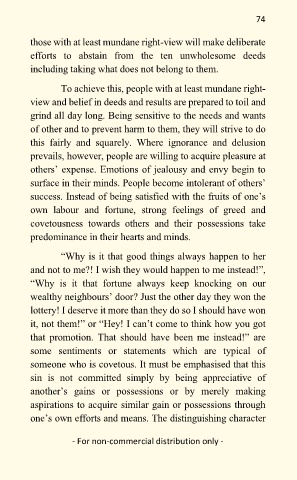 74
those with at least mundane right-view will make deliberate
efforts to abstain from the ten unwholesome deeds
including taking what does not belong to them.
To achieve this, people with at least mundane right-
view and belief in deeds and results are prepared to toil and
grind all day long. Being sensitive to the needs and wants
of other and to prevent harm to them, they will strive to do
this fairly and squarely. Where ignorance and delusion
prevails, however, people are willing to acquire pleasure at
others’ expense. Emotions of jealousy and envy begin to
surface in their minds. People become intolerant of others’
success. Instead of being satisfied with the fruits of one’s
own labour and fortune, strong feelings of greed and
covetousness towards others and their possessions take
predominance in their hearts and minds.
“Why is it that good things always happen to her
and not to me?! I wish they would happen to me instead!”,
“Why is it that fortune always keep knocking on our
wealthy neighbours’ door? Just the other day they won the
lottery! I deserve it more than they do so I should have won
it, not them!” or “Hey! I can’t come to think how you got
that promotion. That should have been me instead!” are
some sentiments or statements which are typical of
someone who is covetous. It must be emphasised that this
sin is not committed simply by being appreciative of
another’s gains or possessions or by merely making
aspirations to acquire similar gain or possessions through
one’s own efforts and means. The distinguishing character
- For non-commercial distribution only -